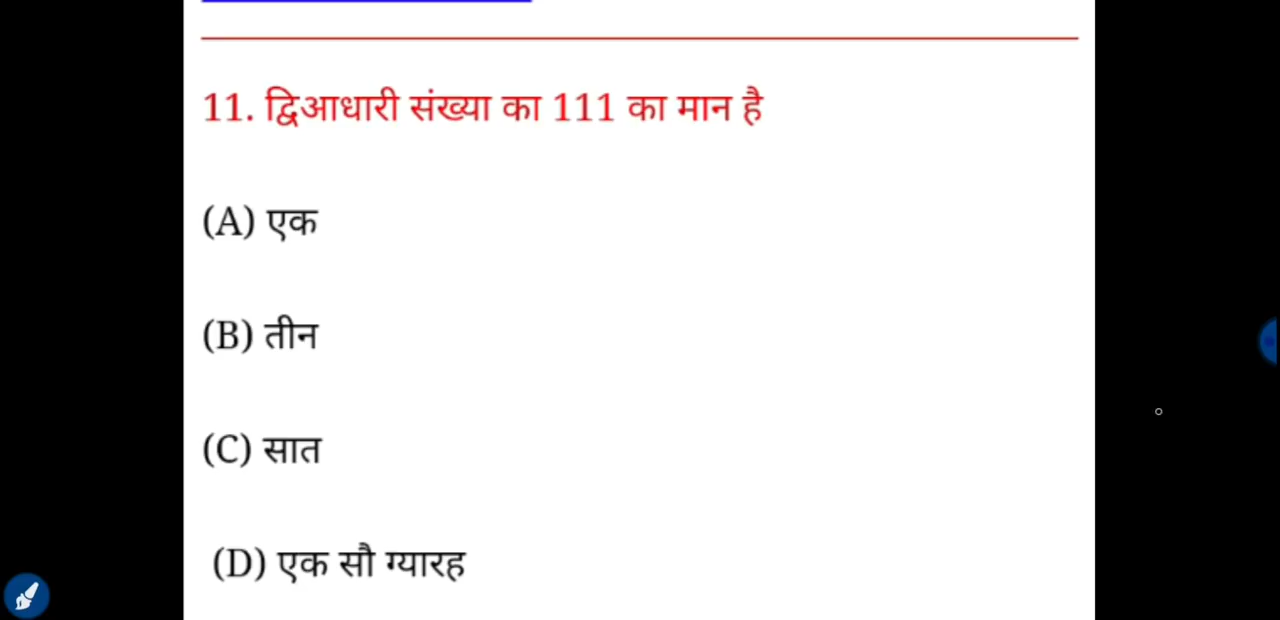 11. द्विआधारी संख्या का 111 का मान है
(A) एक
(B) तीन
(C) सात
(D) एक सौ ग्यारह